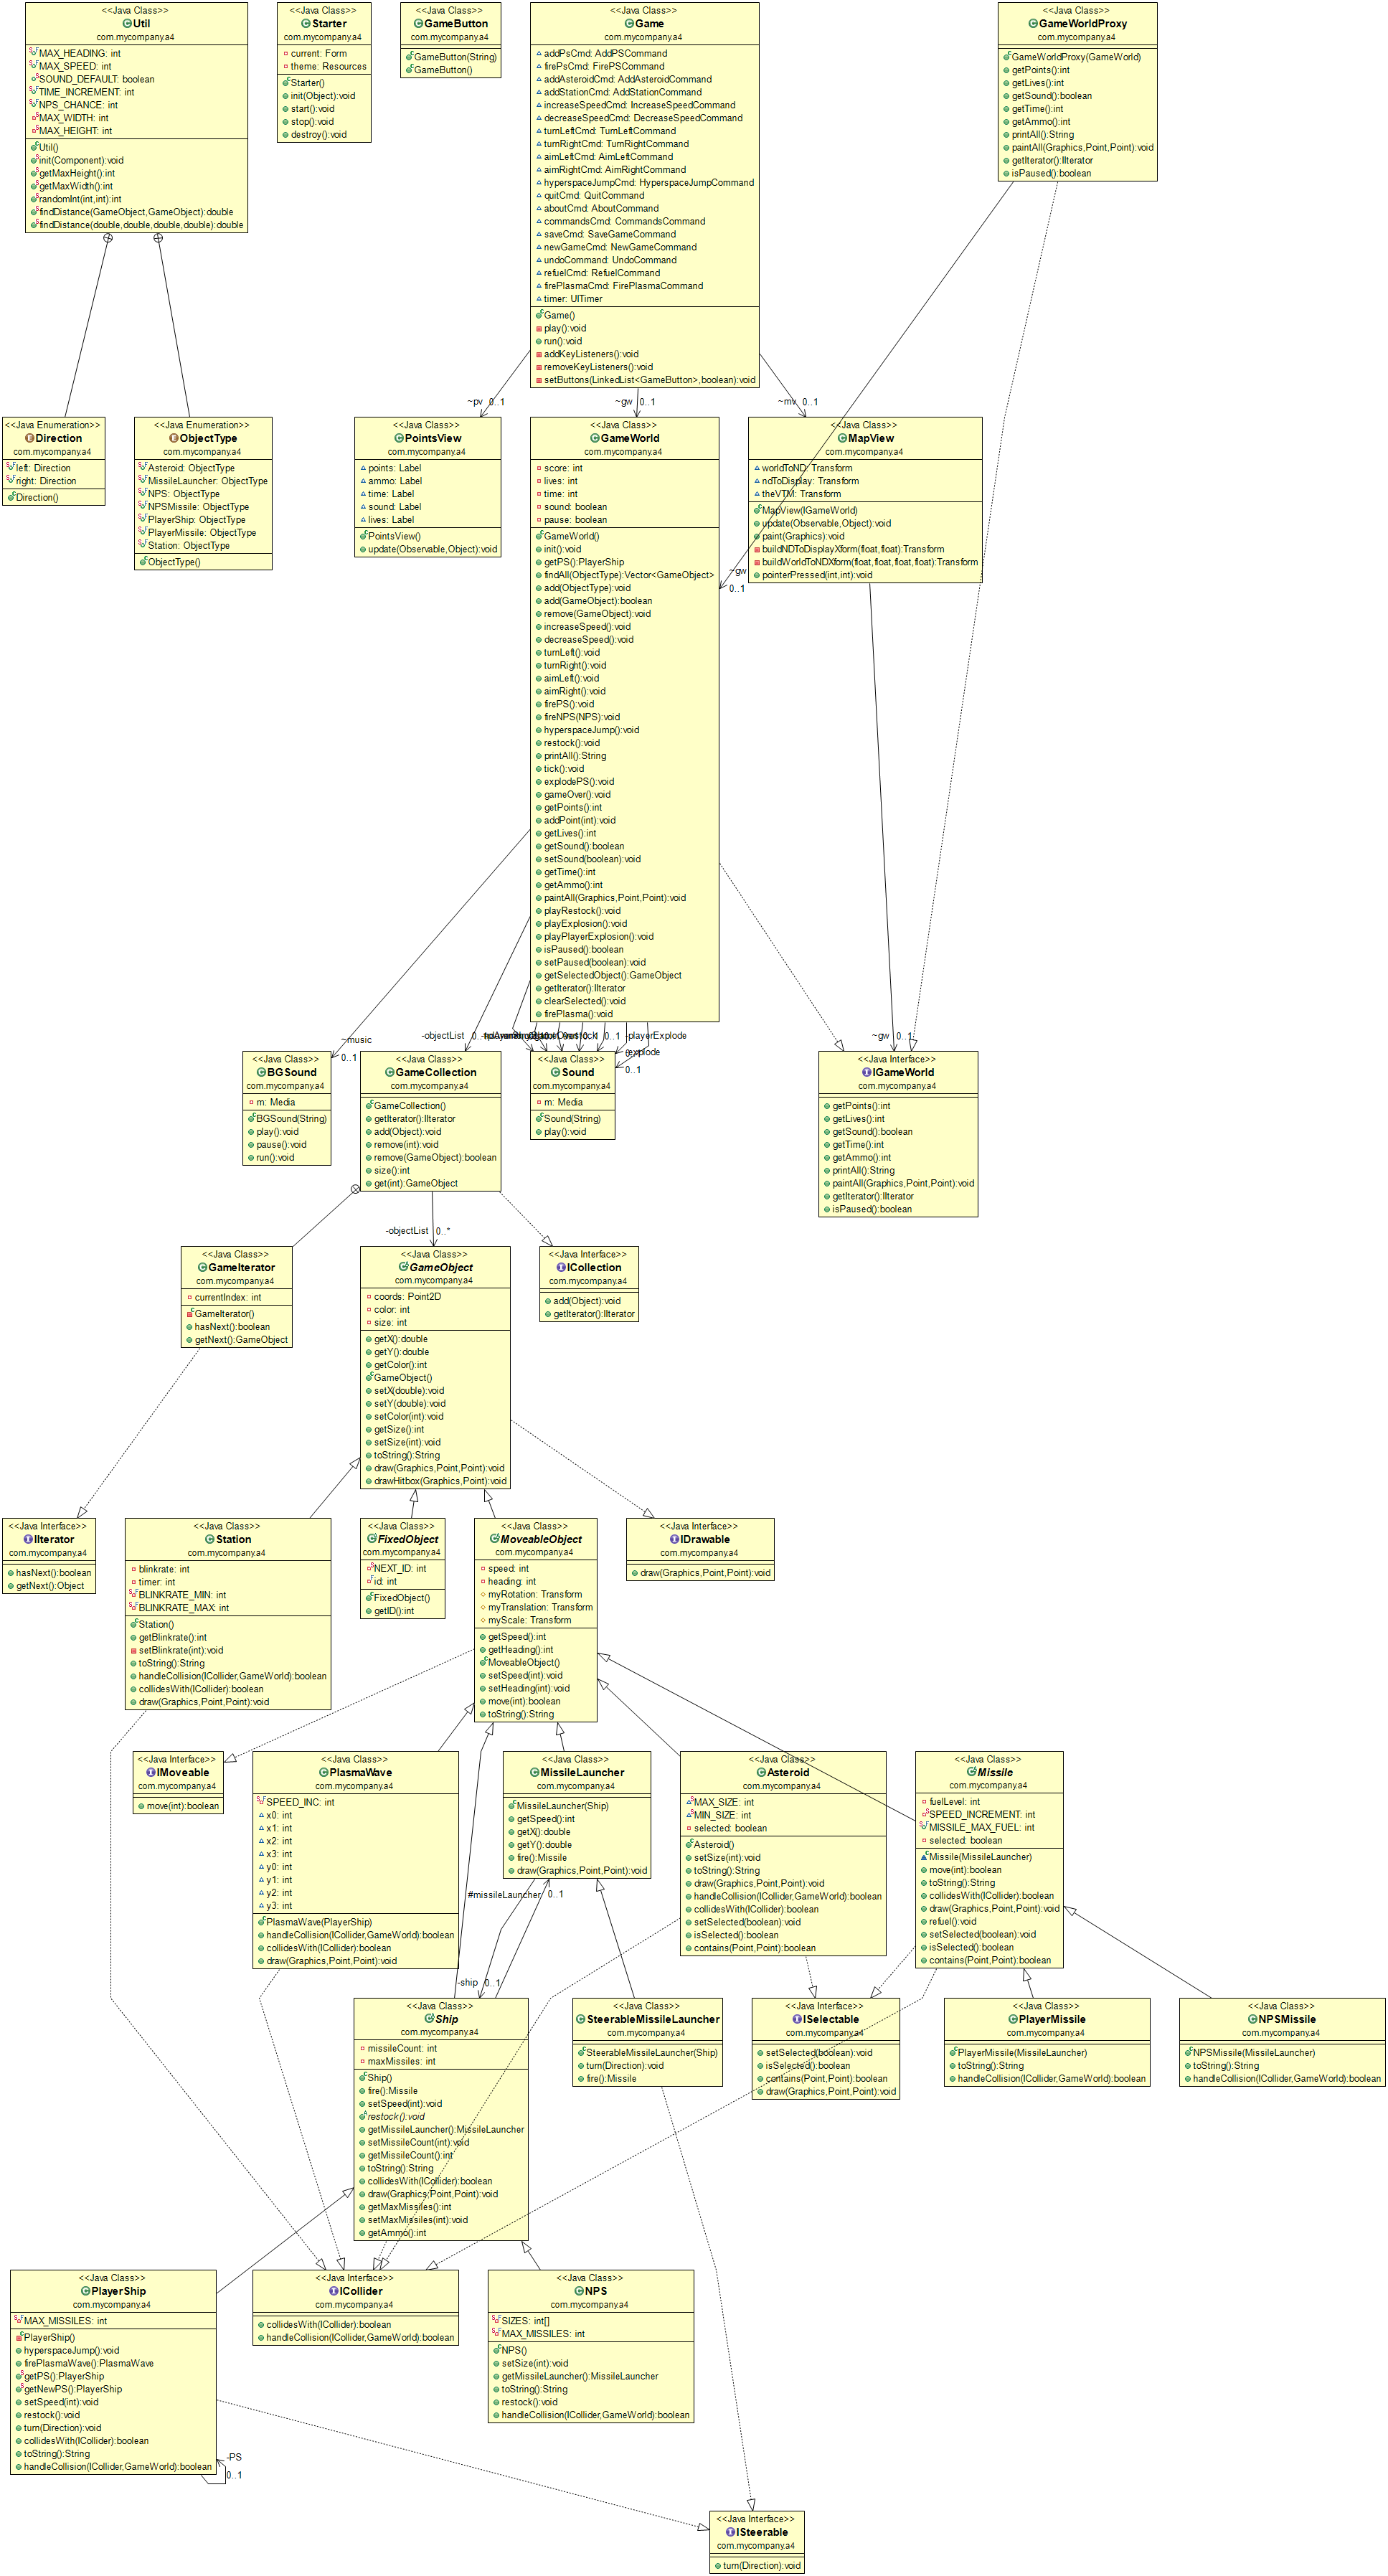 <<Java Class>>
Util
com.mycompany.a4
MAX_HEADING: int
MAX_SPEED: int
SOUND_DEFAULT: boolean
TIME_INCREMENT: int
NPS_CHANCE: int
MAX_WIDTH: int
MAX_HEIGHT: int
Util()
init(Component):void
getMaxHeight():int
getMaxWidth():int
randomInt(int,int):int
findDistance(GameObject,GameObject):double
findDistance(double,double,double,double):double
<<Java Class>>
Starter
com.mycompany.a4
current: Form
theme: Resources
Starter()
init(Object):void
start():void
stop():void
destroy():void
<<Java Class>>
GameButton
com.mycompany.a4
GameButton(String)
GameButton()
<<Java Class>>
Game
com.mycompany.a4
addPsCmd: AddPSCommand
firePsCmd: FirePSCommand
addAsteroidCmd: AddAsteroidCommand
addStationCmd: AddStationCommand
increaseSpeedCmd: IncreaseSpeedCommand
decreaseSpeedCmd: DecreaseSpeedCommand
turnLeftCmd: TurnLeftCommand
turnRightCmd: TurnRightCommand
aimLeftCmd: AimLeftCommand
aimRightCmd: AimRightCommand
hyperspaceJumpCmd: HyperspaceJumpCommand
quitCmd: QuitCommand
aboutCmd: AboutCommand
commandsCmd: CommandsCommand
saveCmd: SaveGameCommand
newGameCmd: NewGameCommand
undoCommand: UndoCommand
refuelCmd: RefuelCommand
firePlasmaCmd: FirePlasmaCommand
timer: UITimer
Game()
play():void
run():void
addKeyListeners():void
removeKeyListeners():void
setButtons(LinkedList<GameButton>,boolean):void
<<Java Class>>
GameWorldProxy
com.mycompany.a4
GameWorldProxy(GameWorld)
getPoints():int
getLives():int
getSound():boolean
getTime():int
getAmmo():int
printAll():String
paintAll(Graphics,Point,Point):void
getIterator():IIterator
isPaused():boolean
~pv 0..1
~gw 0..1
~mv 0..1
<<Java Enumeration>>
Direction
com.mycompany.a4
left: Direction
right: Direction
Direction()
<<Java Enumeration>>
ObjectType
com.mycompany.a4
Asteroid: ObjectType
MissileLauncher: ObjectType
NPS: ObjectType
NPSMissile: ObjectType
PlayerShip: ObjectType
PlayerMissile: ObjectType
Station: ObjectType
ObjectType()
<<Java Class>>
PointsView
com.mycompany.a4
points: Label
ammo: Label
time: Label
sound: Label
lives: Label
PointsView()
update(Observable,Object):void
<<Java Class>>
GameWorld
com.mycompany.a4
score: int
lives: int
time: int
sound: boolean
pause: boolean
GameWorld()
init():void
getPS():PlayerShip
findAll(ObjectType):Vector<GameObject>
add(ObjectType):void
add(GameObject):boolean
remove(GameObject):void
increaseSpeed():void
decreaseSpeed():void
turnLeft():void
turnRight():void
aimLeft():void
aimRight():void
firePS():void
fireNPS(NPS):void
hyperspaceJump():void
restock():void
printAll():String
tick():void
explodePS():void
gameOver():void
getPoints():int
addPoint(int):void
getLives():int
getSound():boolean
setSound(boolean):void
getTime():int
getAmmo():int
paintAll(Graphics,Point,Point):void
playRestock():void
playExplosion():void
playPlayerExplosion():void
isPaused():boolean
setPaused(boolean):void
getSelectedObject():GameObject
getIterator():IIterator
clearSelected():void
firePlasma():void
<<Java Class>>
MapView
com.mycompany.a4
worldToND: Transform
ndToDisplay: Transform
theVTM: Transform
MapView(IGameWorld)
update(Observable,Object):void
paint(Graphics):void
buildNDToDisplayXform(float,float):Transform
buildWorldToNDXform(float,float,float,float):Transform
pointerPressed(int,int):void
~gw
0..1
~music
0..1
-objectList
-playerExplode
-explode
0..1
~gw 0..1
<<Java Class>>
BGSound
com.mycompany.a4
m: Media
BGSound(String)
play():void
pause():void
run():void
<<Java Class>>
GameCollection
com.mycompany.a4
GameCollection()
getIterator():IIterator
add(Object):void
remove(int):void
remove(GameObject):boolean
size():int
get(int):GameObject
<<Java Class>>
Sound
com.mycompany.a4
m: Media
Sound(String)
play():void
<<Java Interface>>
IGameWorld
com.mycompany.a4
getPoints():int
getLives():int
getSound():boolean
getTime():int
getAmmo():int
printAll():String
paintAll(Graphics,Point,Point):void
getIterator():IIterator
isPaused():boolean
-objectList 0..*
<<Java Class>>
GameIterator
com.mycompany.a4
currentIndex: int
GameIterator()
hasNext():boolean
getNext():GameObject
<<Java Class>>
GameObject
com.mycompany.a4
coords: Point2D
color: int
size: int
getX():double
getY():double
getColor():int
GameObject()
setX(double):void
setY(double):void
setColor(int):void
getSize():int
setSize(int):void
toString():String
draw(Graphics,Point,Point):void
drawHitbox(Graphics,Point):void
<<Java Interface>>
ICollection
com.mycompany.a4
add(Object):void
getIterator():IIterator
<<Java Interface>>
IIterator
com.mycompany.a4
hasNext():boolean
getNext():Object
<<Java Class>>
Station
com.mycompany.a4
blinkrate: int
timer: int
BLINKRATE_MIN: int
BLINKRATE_MAX: int
Station()
getBlinkrate():int
setBlinkrate(int):void
toString():String
handleCollision(ICollider,GameWorld):boolean
collidesWith(ICollider):boolean
draw(Graphics,Point,Point):void
<<Java Class>>
FixedObject
com.mycompany.a4
NEXT_ID: int
id: int
FixedObject()
getID():int
<<Java Class>>
MoveableObject
com.mycompany.a4
speed: int
heading: int
myRotation: Transform
myTranslation: Transform
myScale: Transform
getSpeed():int
getHeading():int
MoveableObject()
setSpeed(int):void
setHeading(int):void
move(int):boolean
toString():String
<<Java Interface>>
IDrawable
com.mycompany.a4
draw(Graphics,Point,Point):void
<<Java Interface>>
IMoveable
com.mycompany.a4
move(int):boolean
<<Java Class>>
PlasmaWave
com.mycompany.a4
SPEED_INC: int
x0: int
x1: int
x2: int
x3: int
y0: int
y1: int
y2: int
y3: int
PlasmaWave(PlayerShip)
handleCollision(ICollider,GameWorld):boolean
collidesWith(ICollider):boolean
draw(Graphics,Point,Point):void
<<Java Class>>
MissileLauncher
com.mycompany.a4
MissileLauncher(Ship)
getSpeed():int
getX():double
getY():double
fire():Missile
draw(Graphics,Point,Point):void
<<Java Class>>
Asteroid
com.mycompany.a4
MAX_SIZE: int
MIN_SIZE: int
selected: boolean
Asteroid()
setSize(int):void
toString():String
draw(Graphics,Point,Point):void
handleCollision(ICollider,GameWorld):boolean
collidesWith(ICollider):boolean
setSelected(boolean):void
isSelected():boolean
contains(Point,Point):boolean
<<Java Class>>
Missile
com.mycompany.a4
fuelLevel: int
SPEED_INCREMENT: int
MISSILE_MAX_FUEL: int
selected: boolean
Missile(MissileLauncher)
move(int):boolean
toString():String
collidesWith(ICollider):boolean
draw(Graphics,Point,Point):void
refuel():void
setSelected(boolean):void
isSelected():boolean
contains(Point,Point):boolean
#missileLauncher 0..1
-ship 0..1
<<Java Class>>
Ship
com.mycompany.a4
missileCount: int
maxMissiles: int
Ship()
fire():Missile
setSpeed(int):void
restock():void
getMissileLauncher():MissileLauncher
setMissileCount(int):void
getMissileCount():int
toString():String
collidesWith(ICollider):boolean
draw(Graphics,Point,Point):void
getMaxMissiles():int
setMaxMissiles(int):void
getAmmo():int
<<Java Class>>
SteerableMissileLauncher
com.mycompany.a4
SteerableMissileLauncher(Ship)
turn(Direction):void
fire():Missile
<<Java Interface>>
ISelectable
com.mycompany.a4
setSelected(boolean):void
isSelected():boolean
contains(Point,Point):boolean
draw(Graphics,Point,Point):void
<<Java Class>>
PlayerMissile
com.mycompany.a4
PlayerMissile(MissileLauncher)
toString():String
handleCollision(ICollider,GameWorld):boolean
<<Java Class>>
NPSMissile
com.mycompany.a4
NPSMissile(MissileLauncher)
toString():String
handleCollision(ICollider,GameWorld):boolean
<<Java Class>>
PlayerShip
com.mycompany.a4
MAX_MISSILES: int
PlayerShip()
hyperspaceJump():void
firePlasmaWave():PlasmaWave
getPS():PlayerShip
getNewPS():PlayerShip
setSpeed(int):void
restock():void
turn(Direction):void
collidesWith(ICollider):boolean
toString():String
handleCollision(ICollider,GameWorld):boolean
-PS
0..1
<<Java Interface>>
ICollider
com.mycompany.a4
collidesWith(ICollider):boolean
handleCollision(ICollider,GameWorld):boolean
<<Java Class>>
NPS
com.mycompany.a4
SIZES: int[]
MAX_MISSILES: int
NPS()
setSize(int):void
getMissileLauncher():MissileLauncher
toString():String
restock():void
handleCollision(ICollider,GameWorld):boolean
<<Java Interface>>
ISteerable
com.mycompany.a4
turn(Direction):void